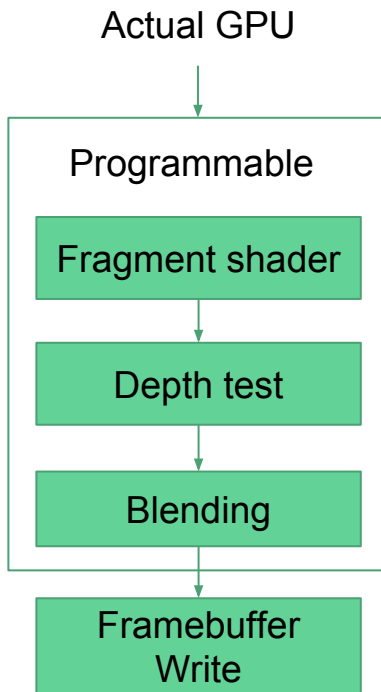 Actual GPU
Programmable
Fragment shader
Depth test
Blending
Framebuffer
Write